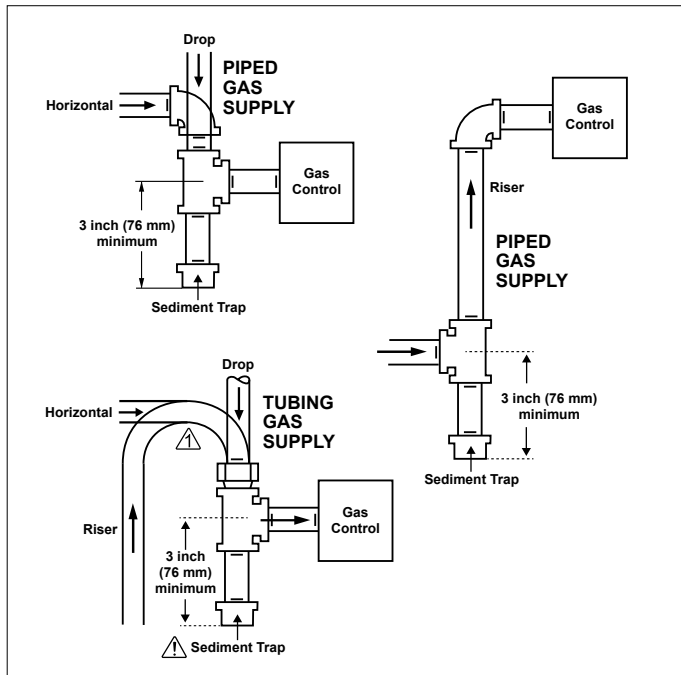 Drop
PIPED
GAS
SUPPLY
Horizontal
Gas
Control
3 inch (76 mm)
minimum
Sediment Trap
Gas
Control
Riser
PIPED
GAS
SUPPLY
3 inch (76 mm)
minimum
Sediment Trap
Drop
TUBING
GAS
SUPPLY
Horizontal
1
Riser
Gas
Control
3 inch
(76 mm)
minimum
! Sediment Trap